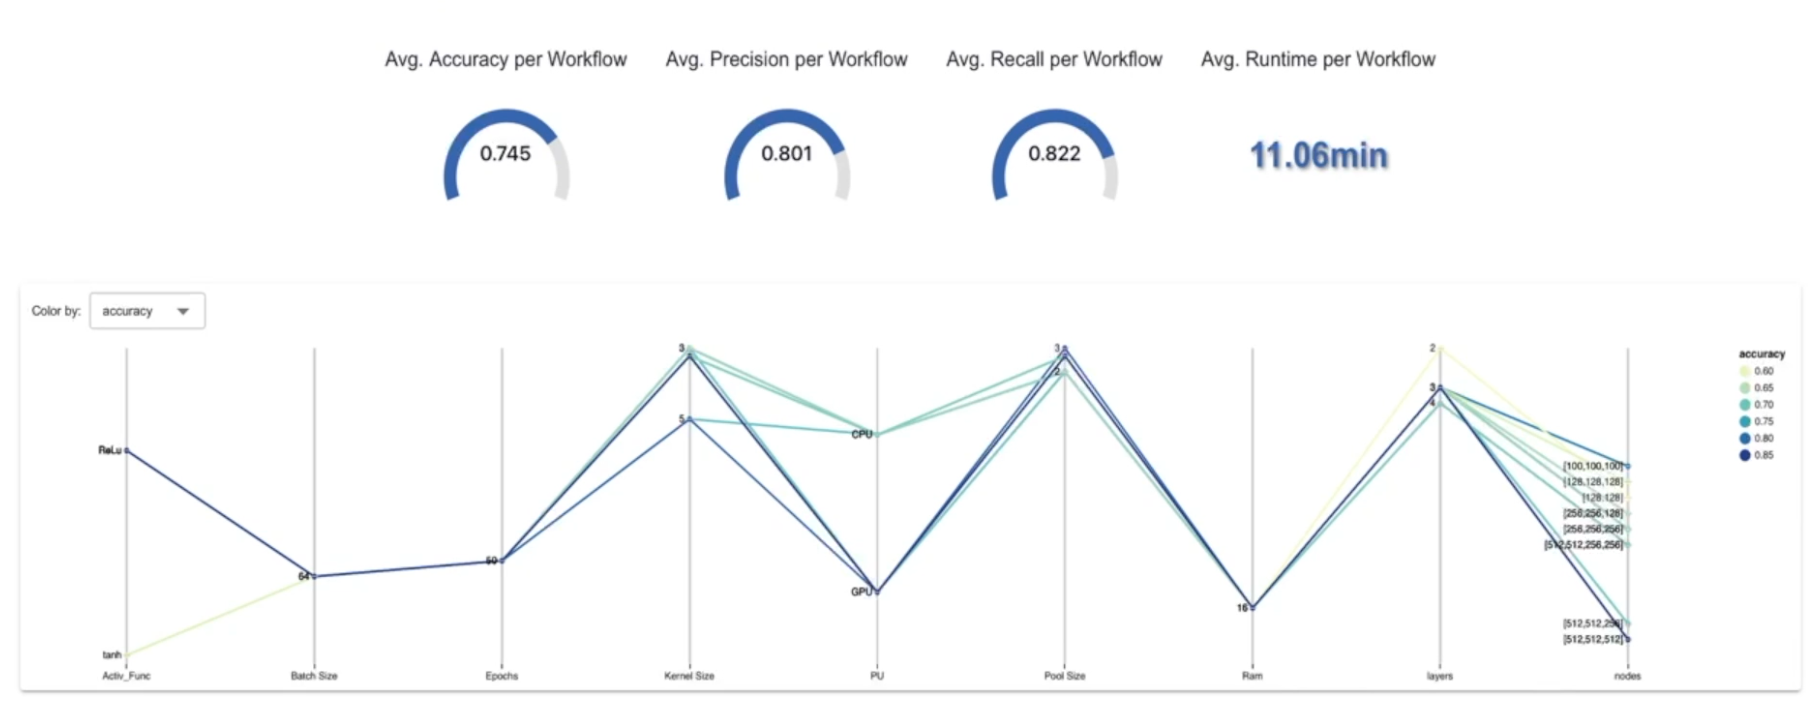 Avg. Accuracy per Workflow
Avg. Precision per Workflow
Avg. Recall per Workflow
Avg. Runtime per Workflow
0.745
0.801
0.822
11.06min
Color by:
accuracy
3
3
2
2
3
4
5
CPU
ReLu
[100,100,100]
[128,128,128]
[128,128]
[256,256,128]
[256,256,256]
[512,512,256,256]
50
64
GPU
16
[512,512,256]
[512,512,512]
tanh
Activ_Func
Batch Size
Epochs
Kernel Size
PU
Pool Size
Ram
layers
nodes
accuracy
0.60
0.65
0.70
0.75
0.80
0.85